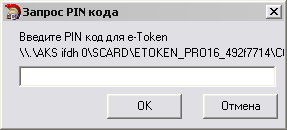 Запрос PIN кода
Введите PIN код для e-Token
\\.\AKS ifdh 0\SCARD\ETOKEN_PRO16_492f7714\
OK
Отмена